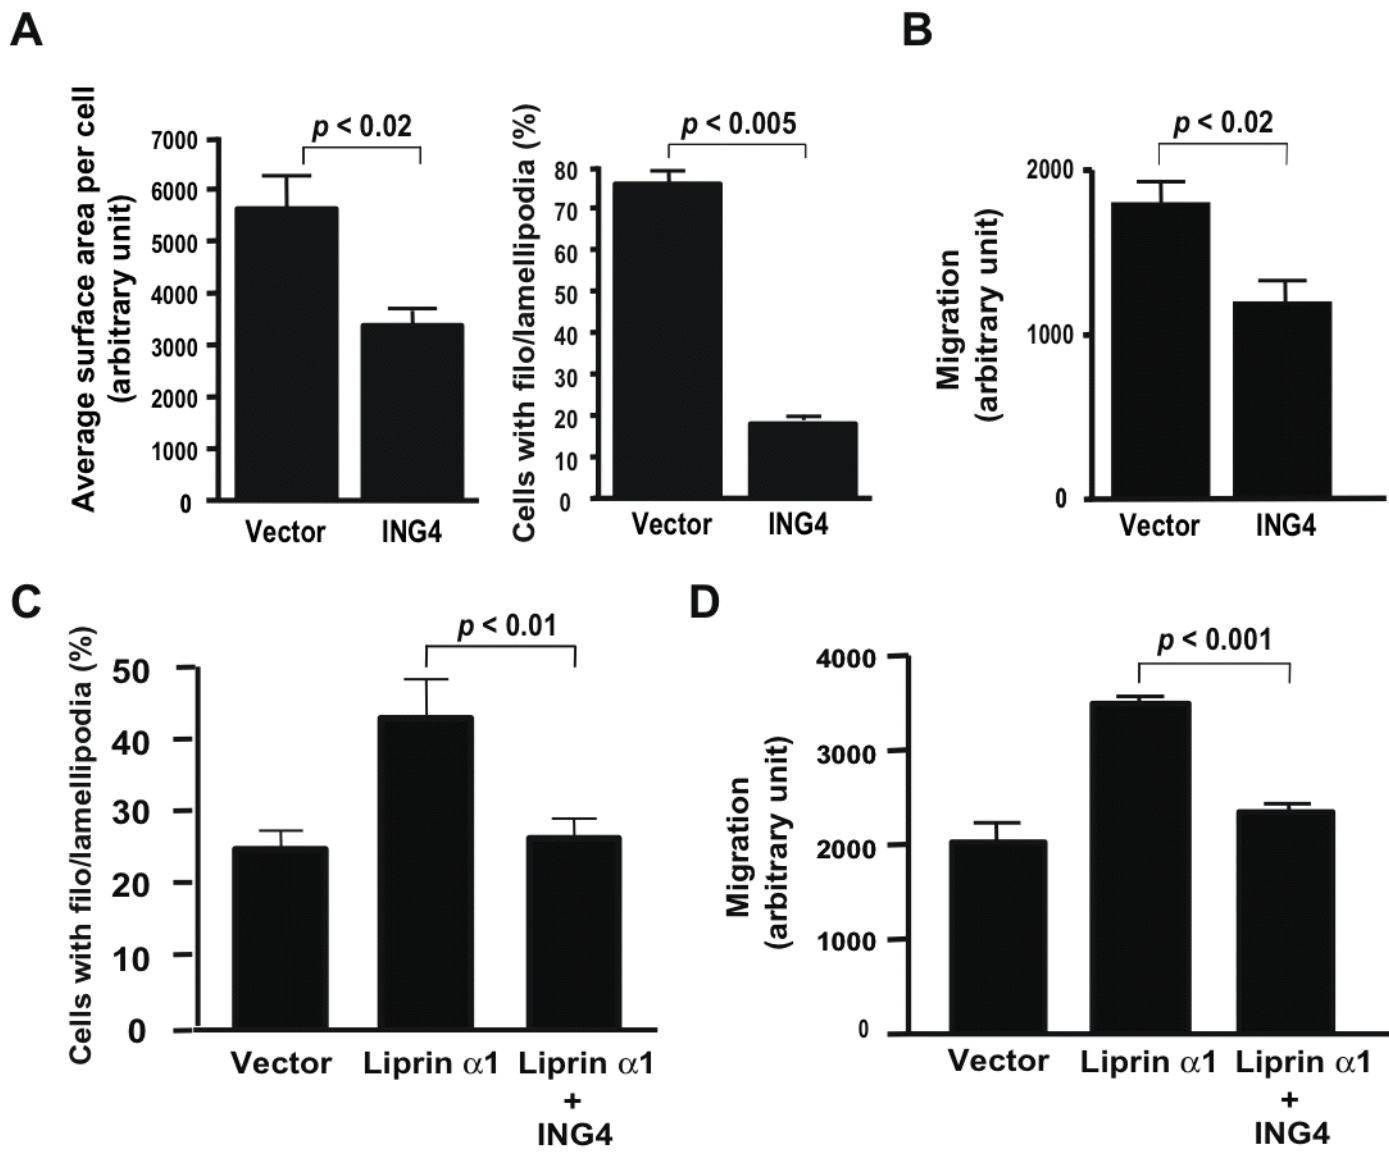 A
B
Average surface area per cell
(arbitrary unit)
7000
6000
5000
4000
3000
2000
1000
0
p < 0.02
Vector
ING4
Cells with filo/lamellipodia (%)
80
70
60
50
40
30
20
10
0
p < 0.005
Vector
ING4
Migration
(arbitrary unit)
2000
1000
0
p < 0.02
Vector
ING4
C
D
Cells with filo/lamellipodia (%)
50
40
30
20
10
0
p < 0.01
Vector
Liprin α1
Liprin α1
+
ING4
Migration
(arbitrary unit)
4000
3000
2000
1000
0
p < 0.001
Vector
Liprin α1
Liprin α1
+
ING4